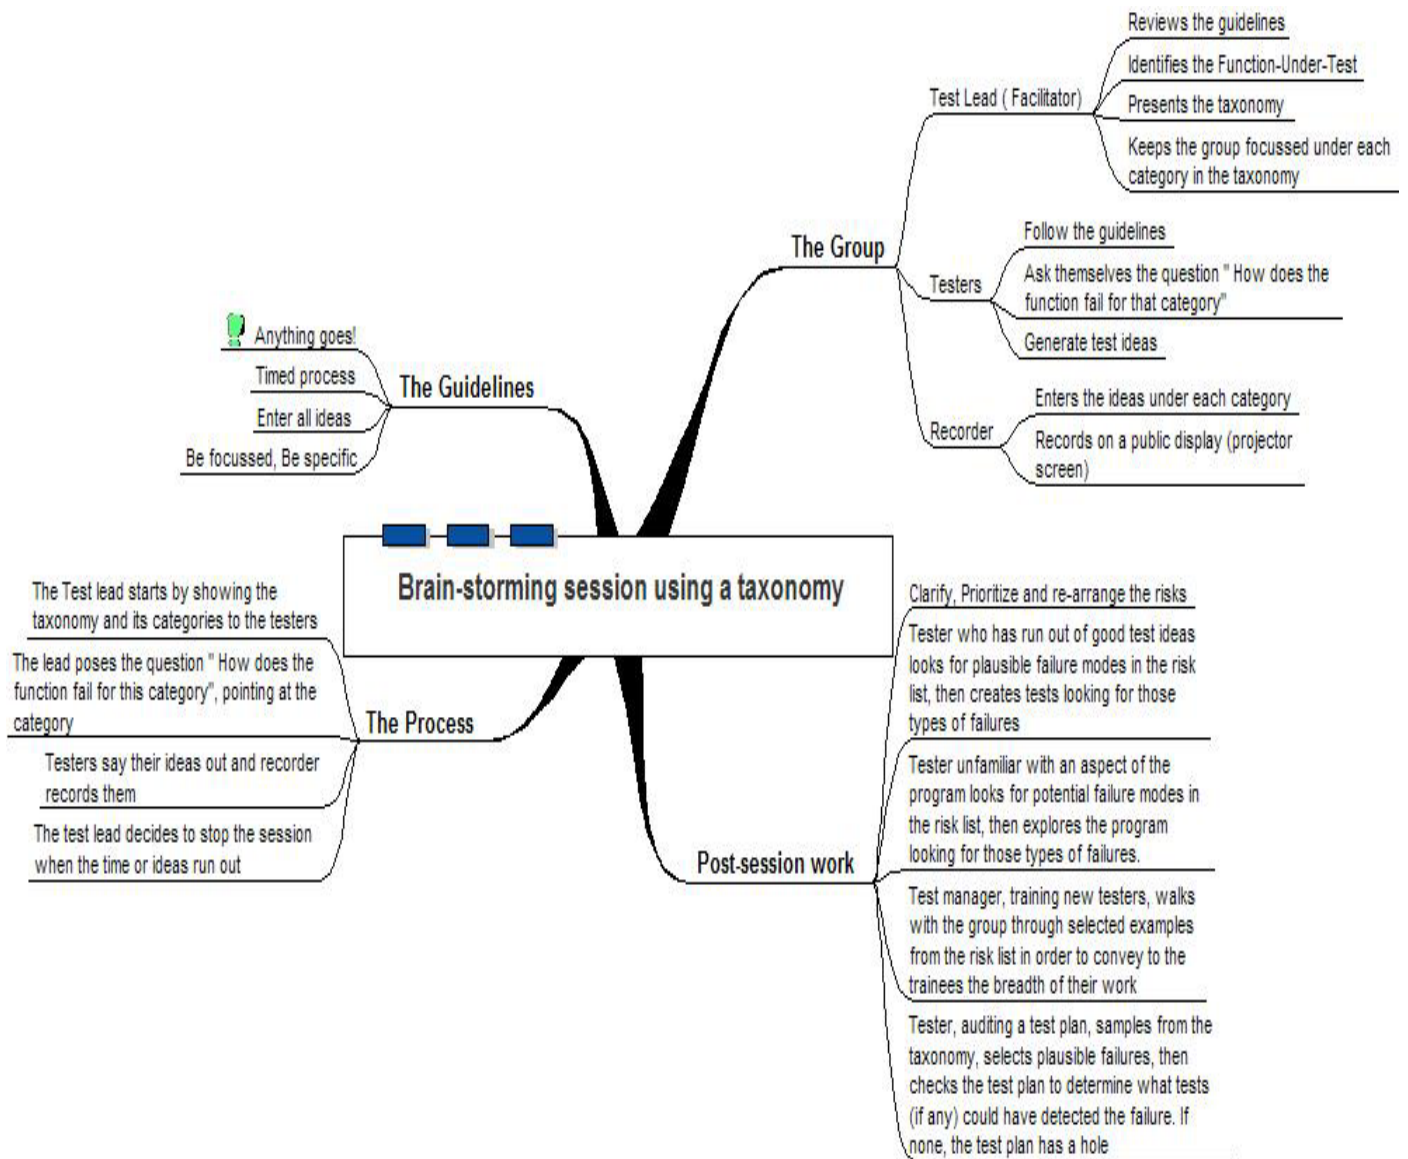 Brain-storming session using a taxonomy
The Group
Test Lead ( Facilitator)
Reviews the guidelines
Identifies the Function-Under-Test
Presents the taxonomy
Keeps the group focussed under each
category in the taxonomy
Testers
Follow the guidelines
Ask themselves the question " How does the
function fail for that category"
Generate test ideas
Recorder
Enters the ideas under each category
Records on a public display (projector
screen)
The Guidelines
Anything goes!
Timed process
Enter all ideas
Be focussed, Be specific
The Process
The Test lead starts by showing the
taxonomy and its categories to the testers
The lead poses the question " How does the
function fail for this category", pointing at the
category
Testers say their ideas out and recorder
records them
The test lead decides to stop the session
when the time or ideas run out
Post-session work
Clarify, Prioritize and re-arrange the risks
Tester who has run out of good test ideas
looks for plausible failure modes in the risk
list, then creates tests looking for those
types of failures
Tester unfamiliar with an aspect of the
program looks for potential failure modes in
the risk list, then explores the program
looking for those types of failures.
Test manager, training new testers, walks
with the group through selected examples
from the risk list in order to convey to the
trainees the breadth of their work
Tester, auditing a test plan, samples from the
taxonomy, selects plausible failures, then
checks the test plan to determine what tests
(if any) could have detected the failure. If
none, the test plan has a hole